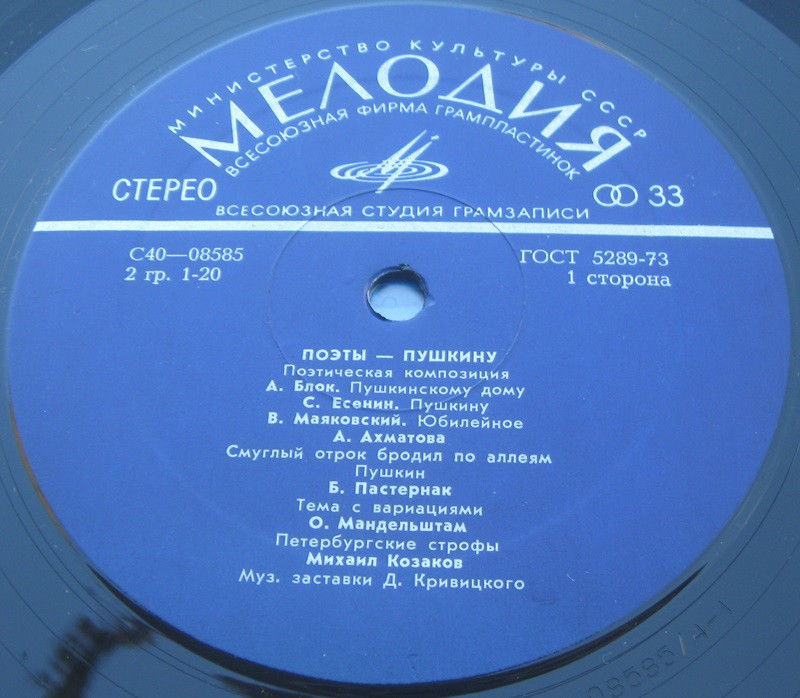 МИНИСТЕРСТВО КУЛЬТУРЫ СССР
МЕЛОДИЯ
ВСЕСОЮЗНАЯ ФИРМА ГРАМПЛАСТИНОК
СТЕРЕО
33
ВСЕСОЮЗНАЯ СТУДИЯ ГРАМЗАПИСИ
С40—08585
ГОСТ 5289-73
2 гр. 1-20
1 сторона
ПОЭТЫ — ПУШКИНУ
Поэтическая композиция
А. Блок. Пушкинскому дому
С. Есенин. Пушкину
В. Маяковский. Юбилейное
А. Ахматова
Смуглый отрок бродил по аллеям
Пушкин
Б. Пастернак
Тема с вариациями
О. Мандельштам
Петербургские строфы
Михаил Козаков
Муз. заставки Д. Кривицкого